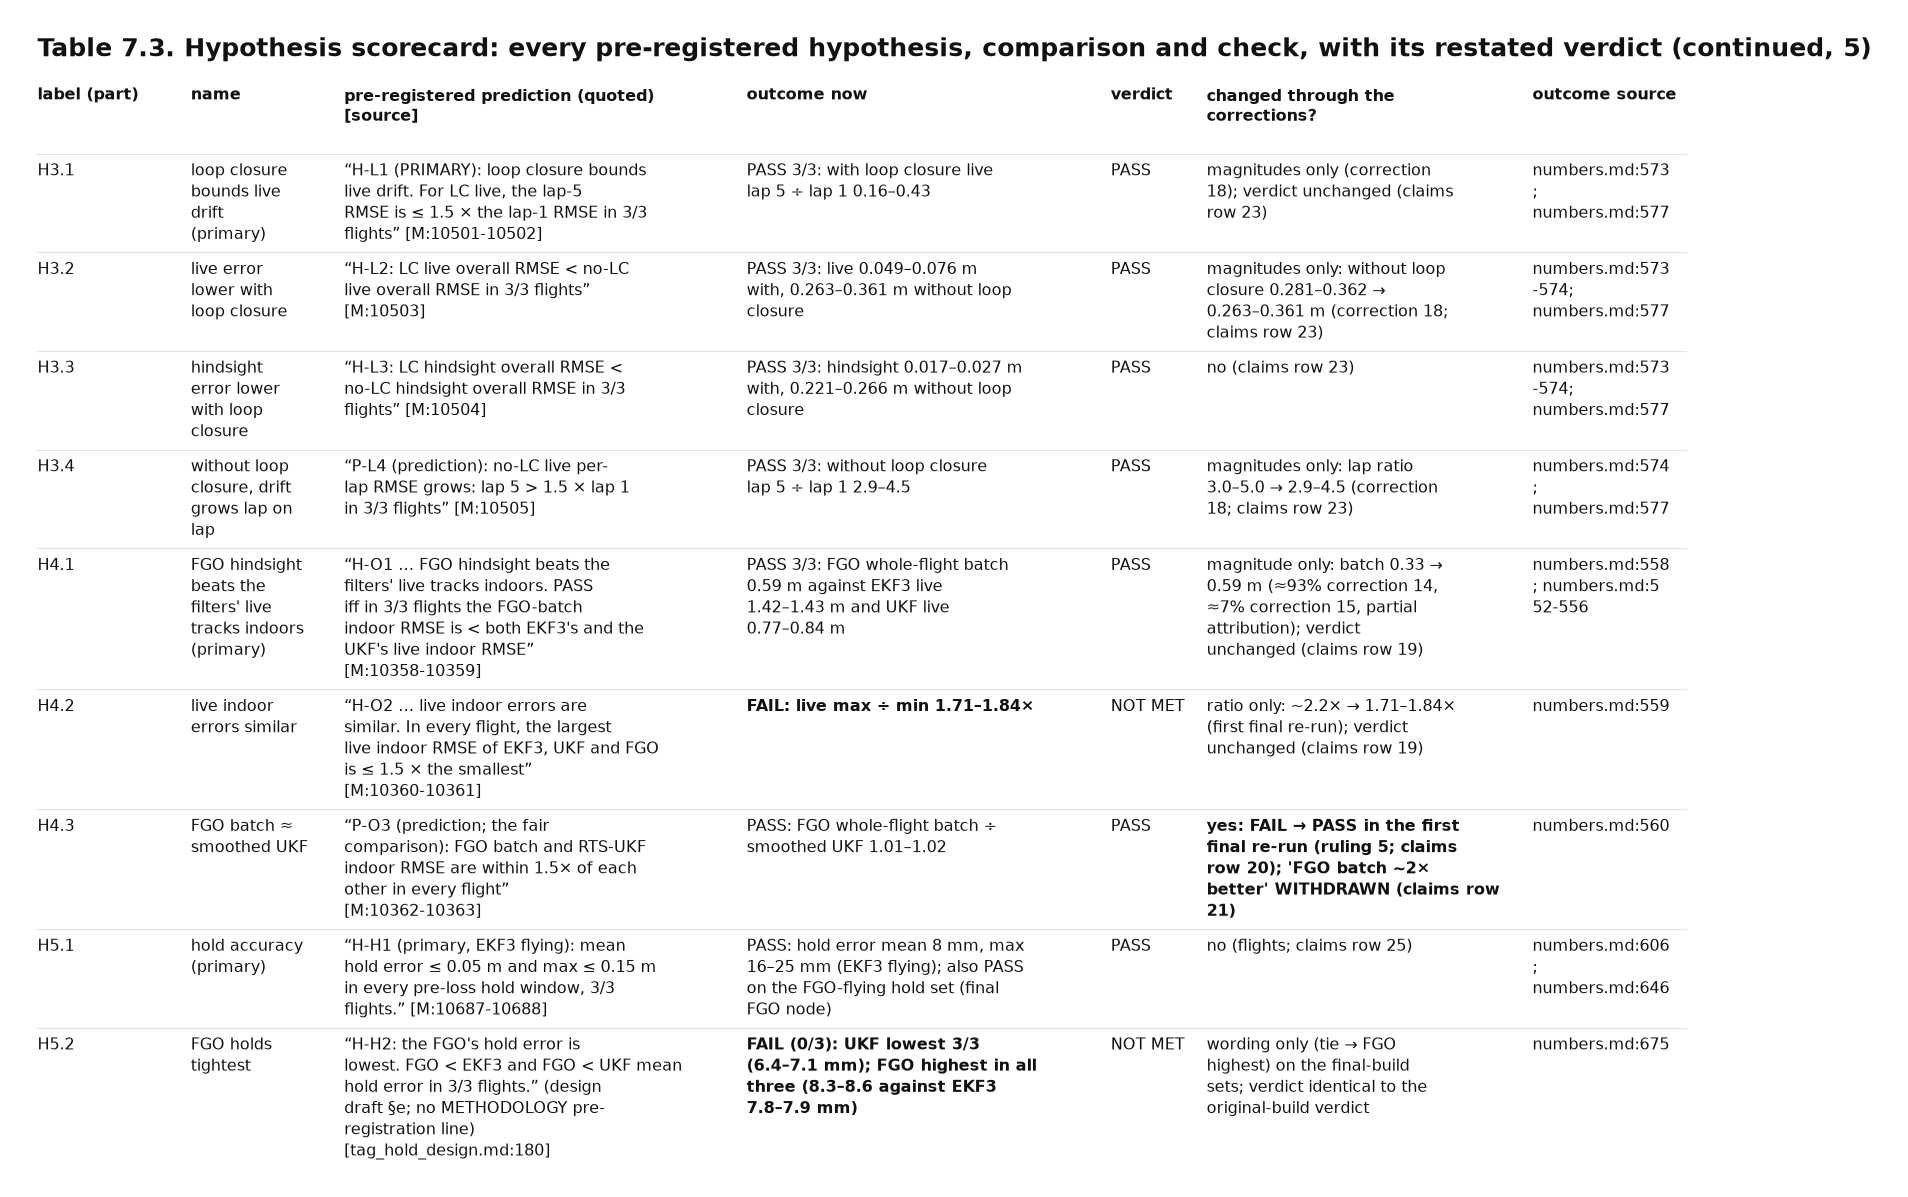 Table 7.3. Hypothesis scorecard: every pre-registered hypothesis, comparison and check, with its restated verdict (continued, 5)
label (part)
name
pre-registered prediction (quoted)
[source]
outcome now
verdict
changed through the
corrections?
outcome source
H3.1
loop closure
bounds live
drift
(primary)
“H-L1 (PRIMARY): loop closure bounds
live drift. For LC live, the lap-5
RMSE is ≤ 1.5 × the lap-1 RMSE in 3/3
flights” [M:10501-10502]
PASS 3/3: with loop closure live
lap 5 ÷ lap 1 0.16–0.43
PASS
magnitudes only (correction
18); verdict unchanged (claims
row 23)
numbers.md:573
;
numbers.md:577
H3.2
live error
lower with
loop closure
“H-L2: LC live overall RMSE < no-LC
live overall RMSE in 3/3 flights”
[M:10503]
PASS 3/3: live 0.049–0.076 m
with, 0.263–0.361 m without loop
closure
PASS
magnitudes only: without loop
closure 0.281–0.362 →
0.263–0.361 m (correction 18;
claims row 23)
numbers.md:573
-574;
numbers.md:577
H3.3
hindsight
error lower
with loop
closure
“H-L3: LC hindsight overall RMSE <
no-LC hindsight overall RMSE in 3/3
flights” [M:10504]
PASS 3/3: hindsight 0.017–0.027 m
with, 0.221–0.266 m without loop
closure
PASS
no (claims row 23)
numbers.md:573
-574;
numbers.md:577
H3.4
without loop
closure, drift
grows lap on
lap
“P-L4 (prediction): no-LC live per-
lap RMSE grows: lap 5 > 1.5 × lap 1
in 3/3 flights” [M:10505]
PASS 3/3: without loop closure
lap 5 ÷ lap 1 2.9–4.5
PASS
magnitudes only: lap ratio
3.0–5.0 → 2.9–4.5 (correction
18; claims row 23)
numbers.md:574
;
numbers.md:577
H4.1
FGO hindsight
beats the
filters' live
tracks indoors
(primary)
“H-O1 … FGO hindsight beats the
filters' live tracks indoors. PASS
iff in 3/3 flights the FGO-batch
indoor RMSE is < both EKF3's and the
UKF's live indoor RMSE”
[M:10358-10359]
PASS 3/3: FGO whole-flight batch
0.59 m against EKF3 live
1.42–1.43 m and UKF live
0.77–0.84 m
PASS
magnitude only: batch 0.33 →
0.59 m (≈93% correction 14,
≈7% correction 15, partial
attribution); verdict
unchanged (claims row 19)
numbers.md:558
; numbers.md:5
52-556
H4.2
live indoor
errors similar
“H-O2 … live indoor errors are
similar. In every flight, the largest
live indoor RMSE of EKF3, UKF and FGO
is ≤ 1.5 × the smallest”
[M:10360-10361]
FAIL: live max ÷ min 1.71–1.84×
NOT MET
ratio only: ~2.2× → 1.71–1.84×
(first final re-run); verdict
unchanged (claims row 19)
numbers.md:559
H4.3
FGO batch ≈
smoothed UKF
“P-O3 (prediction; the fair
comparison): FGO batch and RTS-UKF
indoor RMSE are within 1.5× of each
other in every flight”
[M:10362-10363]
PASS: FGO whole-flight batch ÷
smoothed UKF 1.01–1.02
PASS
yes: FAIL → PASS in the first
final re-run (ruling 5; claims
row 20); 'FGO batch ~2×
better' WITHDRAWN (claims row
21)
numbers.md:560
H5.1
hold accuracy
(primary)
“H-H1 (primary, EKF3 flying): mean
hold error ≤ 0.05 m and max ≤ 0.15 m
in every pre-loss hold window, 3/3
flights.” [M:10687-10688]
PASS: hold error mean 8 mm, max
16–25 mm (EKF3 flying); also PASS
on the FGO-flying hold set (final
FGO node)
PASS
no (flights; claims row 25)
numbers.md:606
;
numbers.md:646
H5.2
FGO holds
tightest
“H-H2: the FGO's hold error is
lowest. FGO < EKF3 and FGO < UKF mean
hold error in 3/3 flights.” (design
draft §e; no METHODOLOGY pre-
registration line)
[tag_hold_design.md:180]
FAIL (0/3): UKF lowest 3/3
(6.4–7.1 mm); FGO highest in all
three (8.3–8.6 against EKF3
7.8–7.9 mm)
NOT MET
wording only (tie → FGO
highest) on the final-build
sets; verdict identical to the
original-build verdict
numbers.md:675